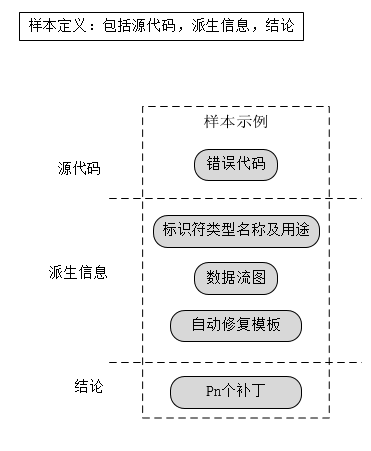 样本定义：包括源代码，派生信息，结论
样本示例
源代码
错误代码
标识符类型名称及用途
派生信息
数据流图
自动修复模板
结论
Pn个补丁